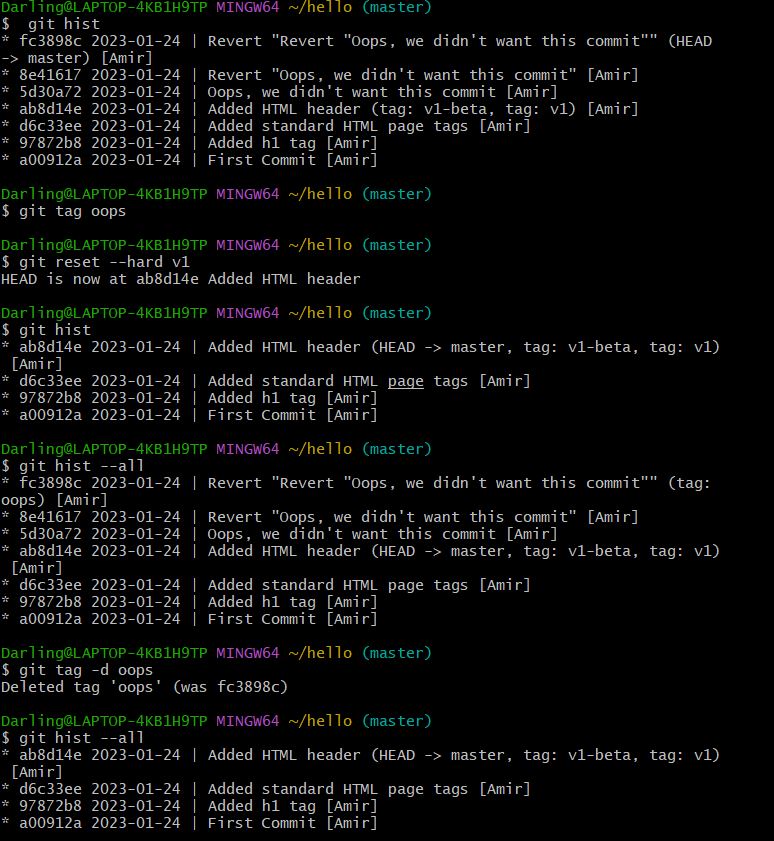 Darling@LAPTOP-4KB1H9TP MINGW64 ~/hello (master)
$  git hist
* fc3898c 2023-01-24 | Revert "Revert "Oops, we didn't want this commit"" (HEAD
-> master) [Amir]
* 8e41617 2023-01-24 | Revert "Oops, we didn't want this commit" [Amir]
* 5d30a72 2023-01-24 | Oops, we didn't want this commit [Amir]
* ab8d14e 2023-01-24 | Added HTML header (tag: v1-beta, tag: v1) [Amir]
* d6c33ee 2023-01-24 | Added standard HTML page tags [Amir]
* 97872b8 2023-01-24 | Added h1 tag [Amir]
* a00912a 2023-01-24 | First Commit [Amir]
Darling@LAPTOP-4KB1H9TP MINGW64 ~/hello (master)
$ git tag oops
Darling@LAPTOP-4KB1H9TP MINGW64 ~/hello (master)
$ git reset --hard v1
HEAD is now at ab8d14e Added HTML header
Darling@LAPTOP-4KB1H9TP MINGW64 ~/hello (master)
$ git hist
* ab8d14e 2023-01-24 | Added HTML header (HEAD -> master, tag: v1-beta, tag: v1)
 [Amir]
* d6c33ee 2023-01-24 | Added standard HTML page tags [Amir]
* 97872b8 2023-01-24 | Added h1 tag [Amir]
* a00912a 2023-01-24 | First Commit [Amir]
Darling@LAPTOP-4KB1H9TP MINGW64 ~/hello (master)
$ git hist --all
* fc3898c 2023-01-24 | Revert "Revert "Oops, we didn't want this commit"" (tag:
oops) [Amir]
* 8e41617 2023-01-24 | Revert "Oops, we didn't want this commit" [Amir]
* 5d30a72 2023-01-24 | Oops, we didn't want this commit [Amir]
* ab8d14e 2023-01-24 | Added HTML header (HEAD -> master, tag: v1-beta, tag: v1)
 [Amir]
* d6c33ee 2023-01-24 | Added standard HTML page tags [Amir]
* 97872b8 2023-01-24 | Added h1 tag [Amir]
* a00912a 2023-01-24 | First Commit [Amir]
Darling@LAPTOP-4KB1H9TP MINGW64 ~/hello (master)
$ git tag -d oops
Deleted tag 'oops' (was fc3898c)
Darling@LAPTOP-4KB1H9TP MINGW64 ~/hello (master)
$ git hist --all
* ab8d14e 2023-01-24 | Added HTML header (HEAD -> master, tag: v1-beta, tag: v1)
 [Amir]
* d6c33ee 2023-01-24 | Added standard HTML page tags [Amir]
* 97872b8 2023-01-24 | Added h1 tag [Amir]
* a00912a 2023-01-24 | First Commit [Amir]